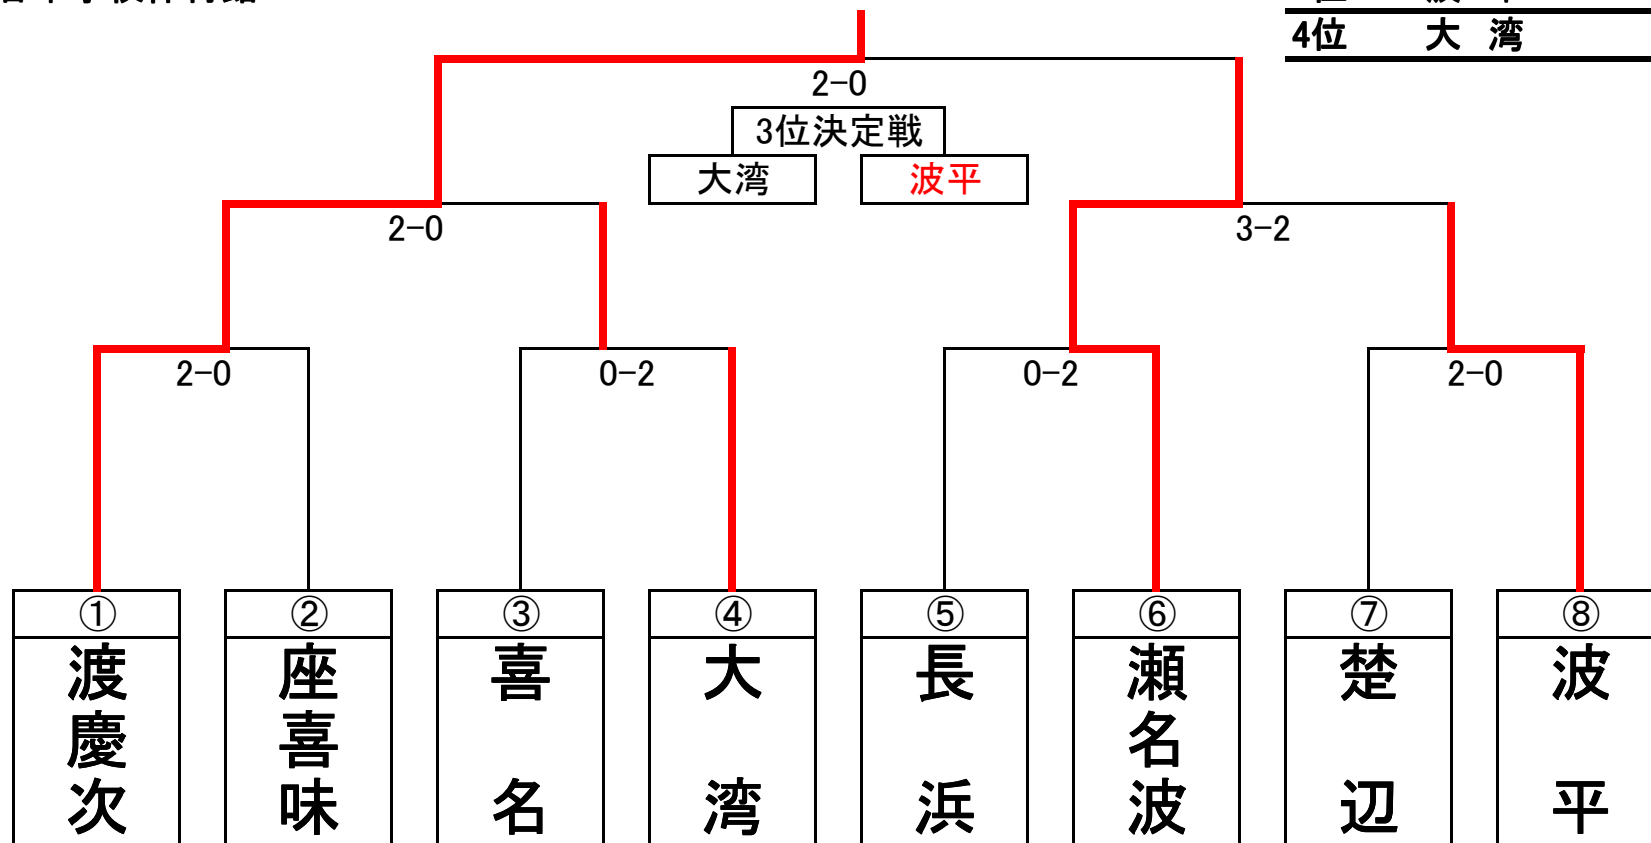 4位 大湾
2-0
3位決定戦
大湾 波平
2-0 3-2
2-0 0-2 0-2 2-0
① ② ③ ④ ⑤ ⑥ ⑦ ⑧
渡慶次 座喜味 喜名 大湾 長浜 瀬名波 楚辺 波平